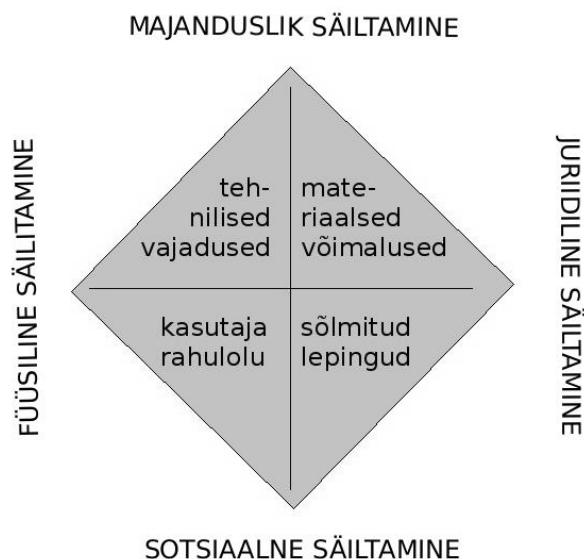 MAJANDUSLIK SÄILTAMINE
FÜÜSILINE SÄILITAMINE
teh-
nilised
vajadused
mate-
riaalsed
võimalused
JURIIDILINE SÄILTAMINE
kasutaja
rahulolu
sõlmitud
lepingud
SOTSIAALNE SÄILTAMINE